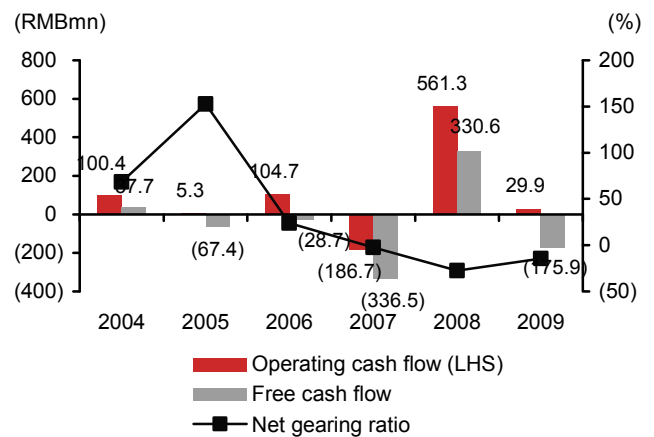 (RMBmn) (%)
800 200
561.3
600 150
330.6
400 100
200 50
100.4 5.3 104.7 29.9
0 0
(67.4) (28.7) (175.9)
(200)
(186.7)
(336.5)
(400) (50)
2004 2005 2006 2007 2008 2009
Operating cash flow (LHS)
Free cash flow
Net gearing ratio